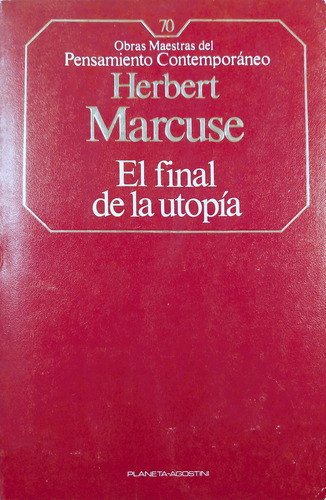 70
Obras Maestras del
Pensamiento Contemporáneo
Herbert
Marcuse
El final
de la utopía
PLANETA-AGOSTINI